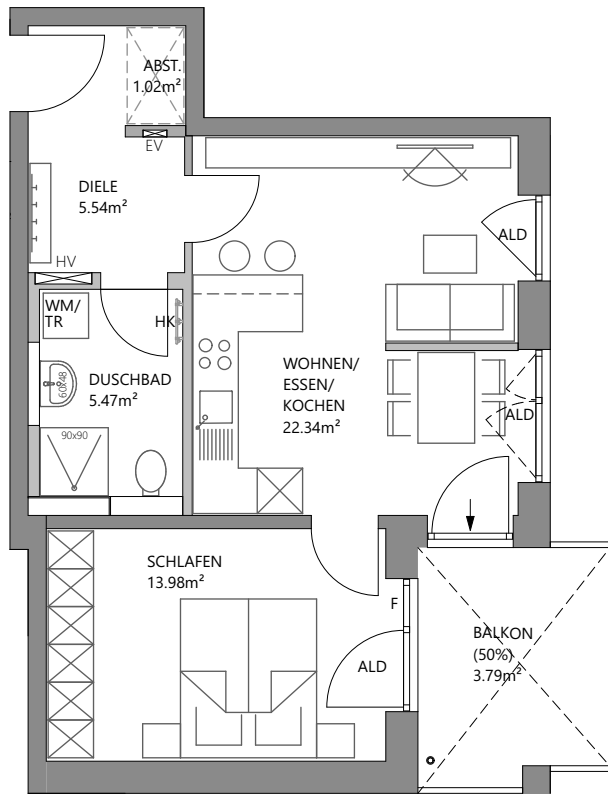 ABST.
1.02m²
EV
DIELE
5.54m²
HV
ALD
WM/
TR
HK
60x48
DUSCHBAD
5.47m²
90x90
WOHNEN/
ESSEN/
KOCHEN
22.34m²
ALD
SCHLAFEN
13.98m²
F
ALD
BALKON
(50%)
3.79m²